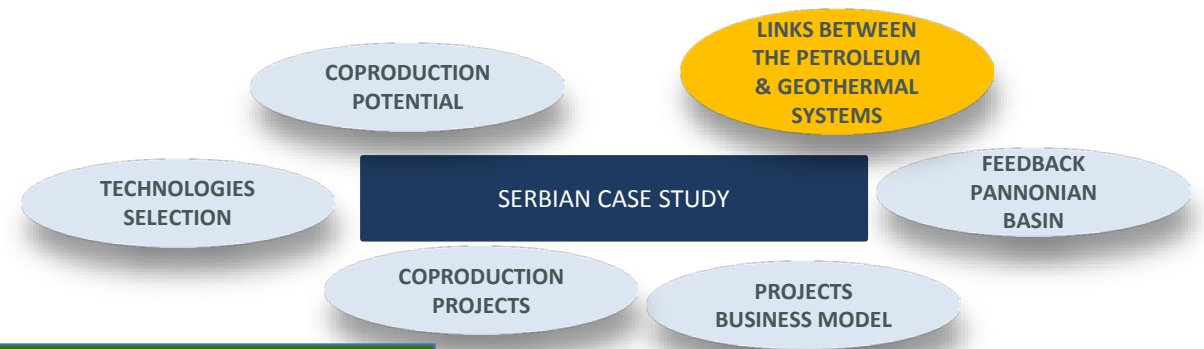 LINKS BETWEEN
THE PETROLEUM
& GEOTHERMAL
SYSTEMS
COPRODUCTION
POTENTIAL
TECHNOLOGIES
SELECTION
SERBIAN CASE STUDY
FEEDBACK
PANNONIAN
BASIN
COPRODUCTION
PROJECTS
PROJECTS
BUSINESS MODEL